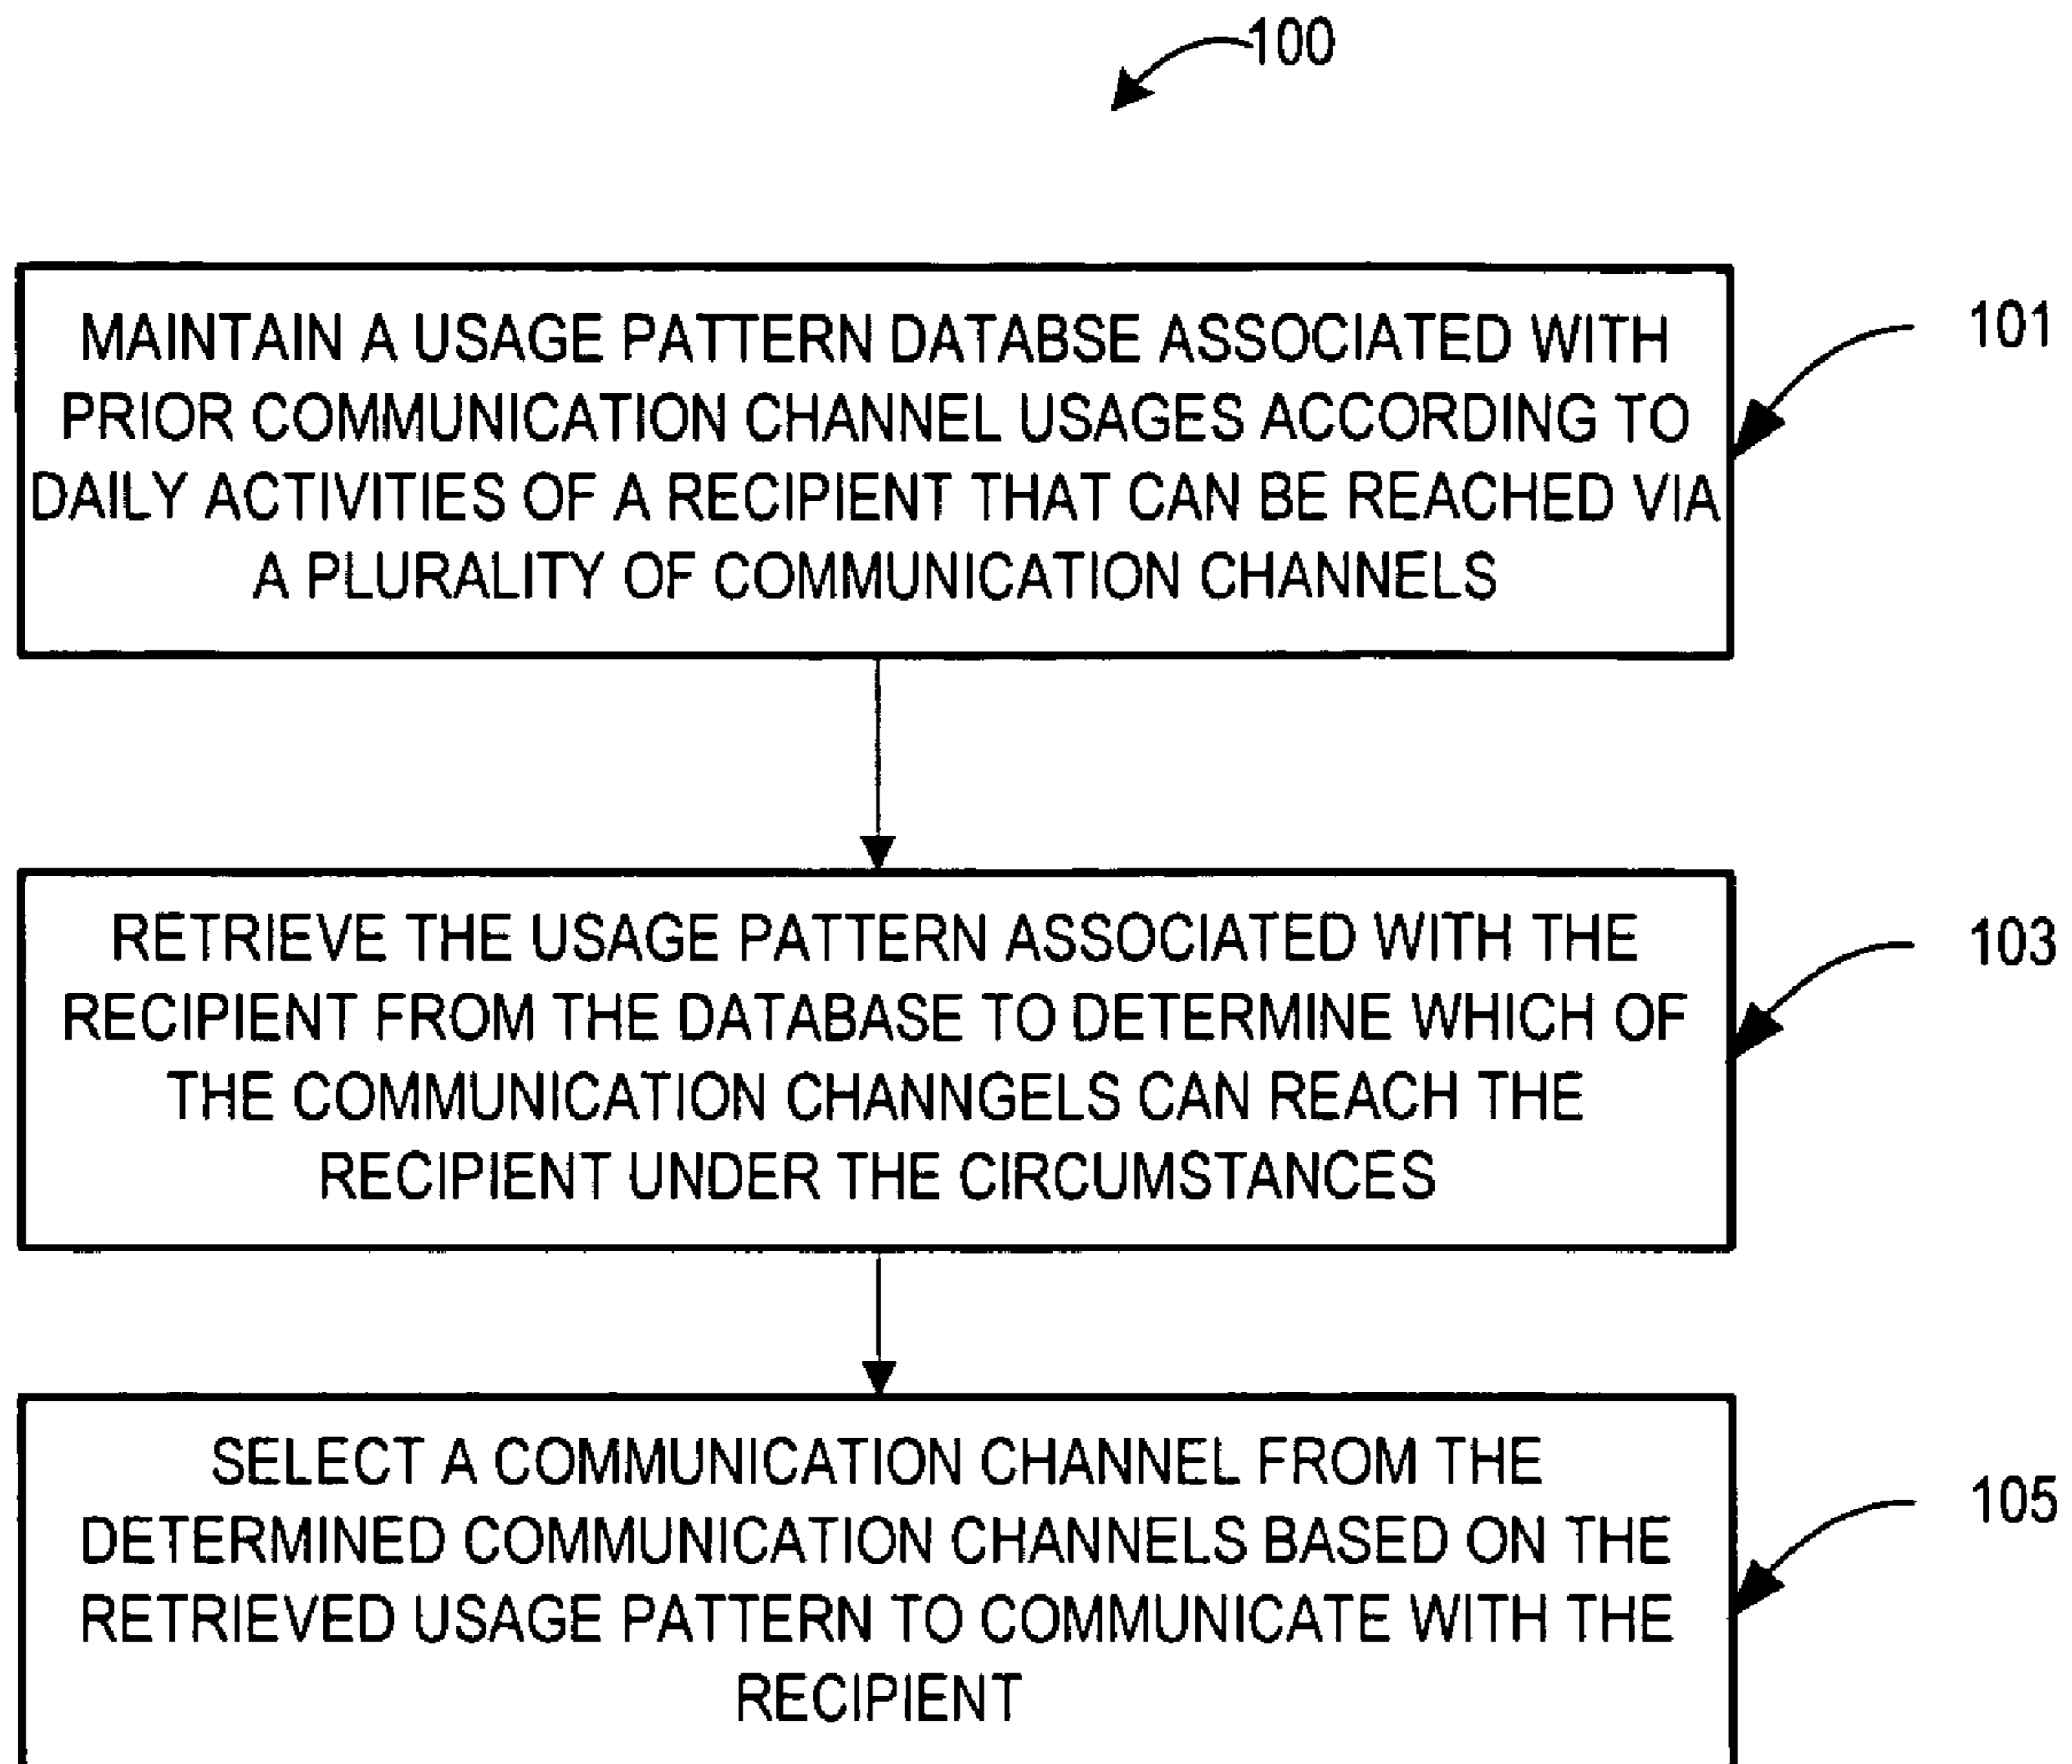 100
MAINTAIN A USAGE PATTERN DATABSE ASSOCIATED WITH
PRIOR COMMUNICATION CHANNEL USAGES ACCORDING TO
DAILY ACTIVITIES OF A RECIPIENT THAT CAN BE REACHED VIA
A PLURALITY OF COMMUNICATION CHANNELS
101
RETRIEVE THE USAGE PATTERN ASSOCIATED WITH THE
RECIPIENT FROM THE DATABASE TO DETERMINE WHICH OF
THE COMMUNICATION CHANNGELS CAN REACH THE
RECIPIENT UNDER THE CIRCUMSTANCES
103
SELECT A COMMUNICATION CHANNEL FROM THE
DETERMINED COMMUNICATION CHANNELS BASED ON THE
RETRIEVED USAGE PATTERN TO COMMUNICATE WITH THE
RECIPIENT
105